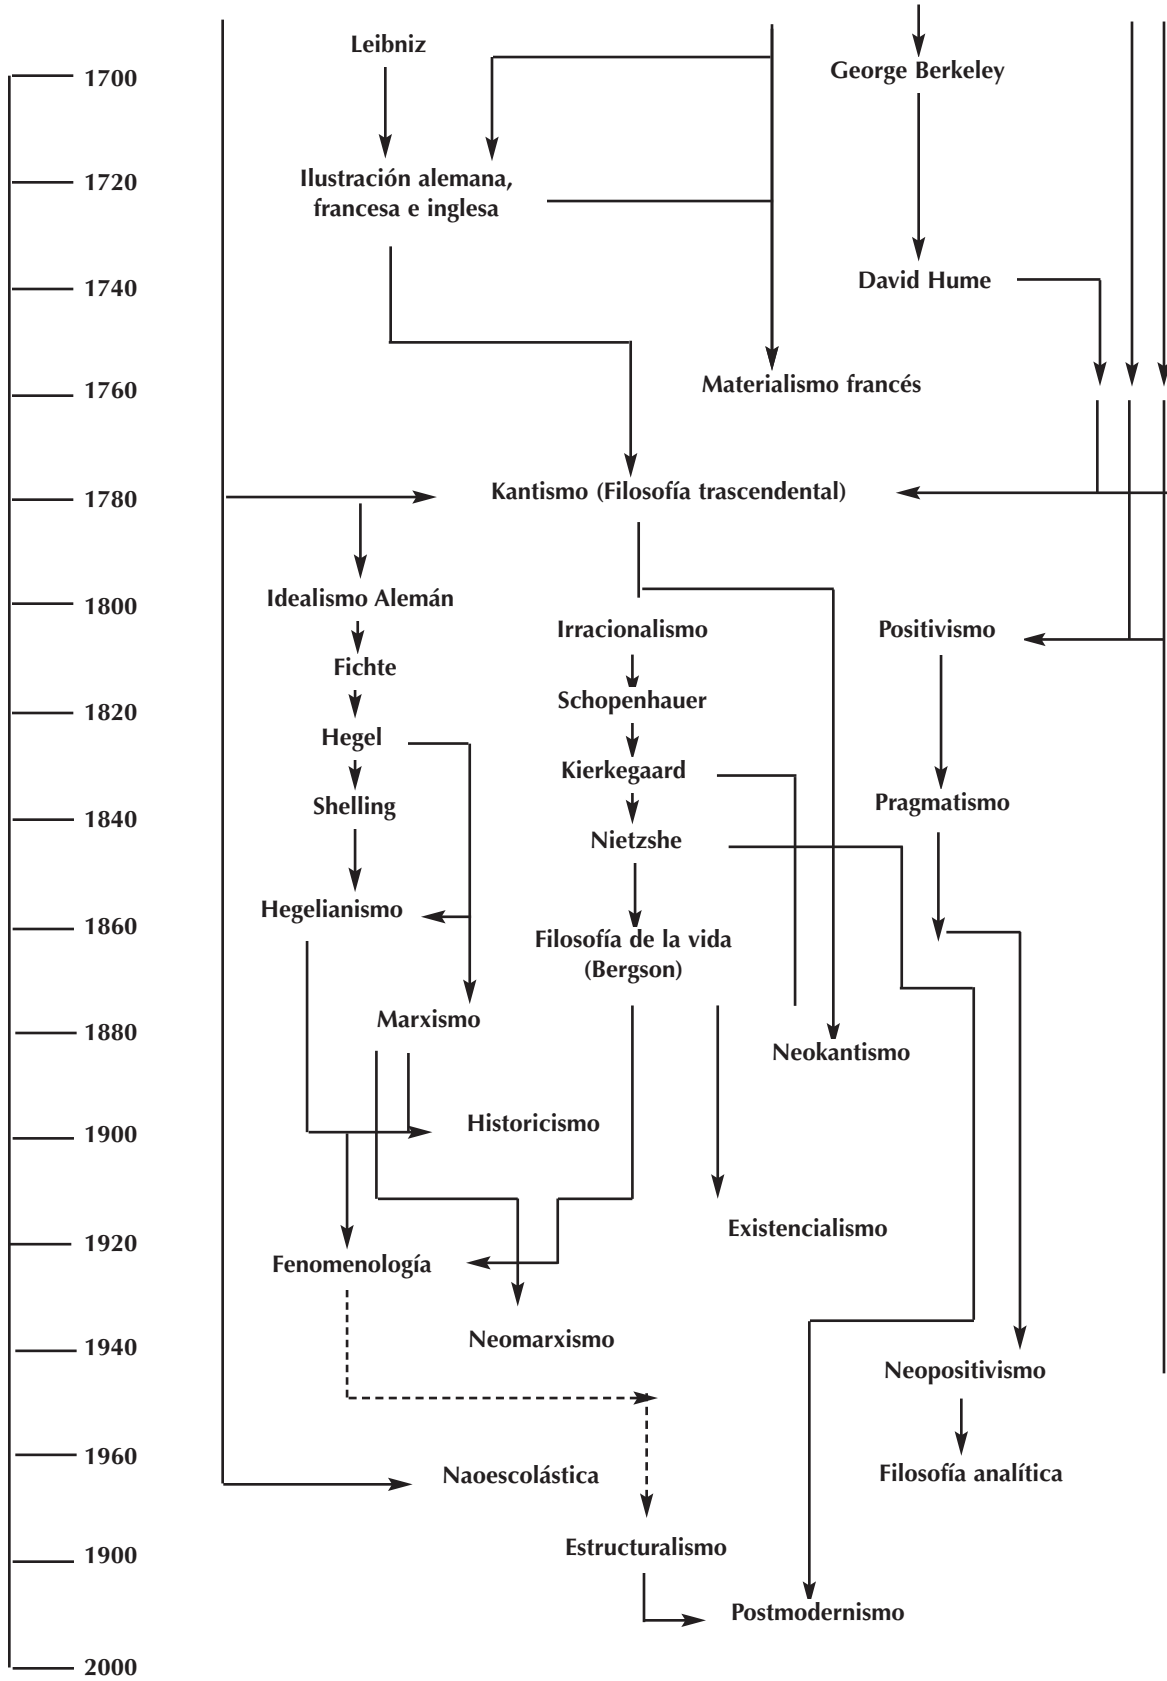 Leibniz
George Berkeley
1700
Ilustración alemana,
francesa e inglesa
1720
David Hume
1740
Materialismo francés
1760
Kantismo (Filosofía trascendental)
1780
Idealismo Alemán
1800
Irracionalismo
Positivismo
Fichte
Schopenhauer
1820
Hegel
Kierkegaard
Shelling
Pragmatismo
1840
Nietzshe
Hegelianismo
1860
Filosofía de la vida
(Bergson)
Marxismo
1880
Neokantismo
Historicismo
1900
Existencialismo
1920
Fenomenología
Neomarxismo
1940
Neopositivismo
1960
Naoescolástica
Filosofía analítica
Estructuralismo
1900
Postmodernismo
2000